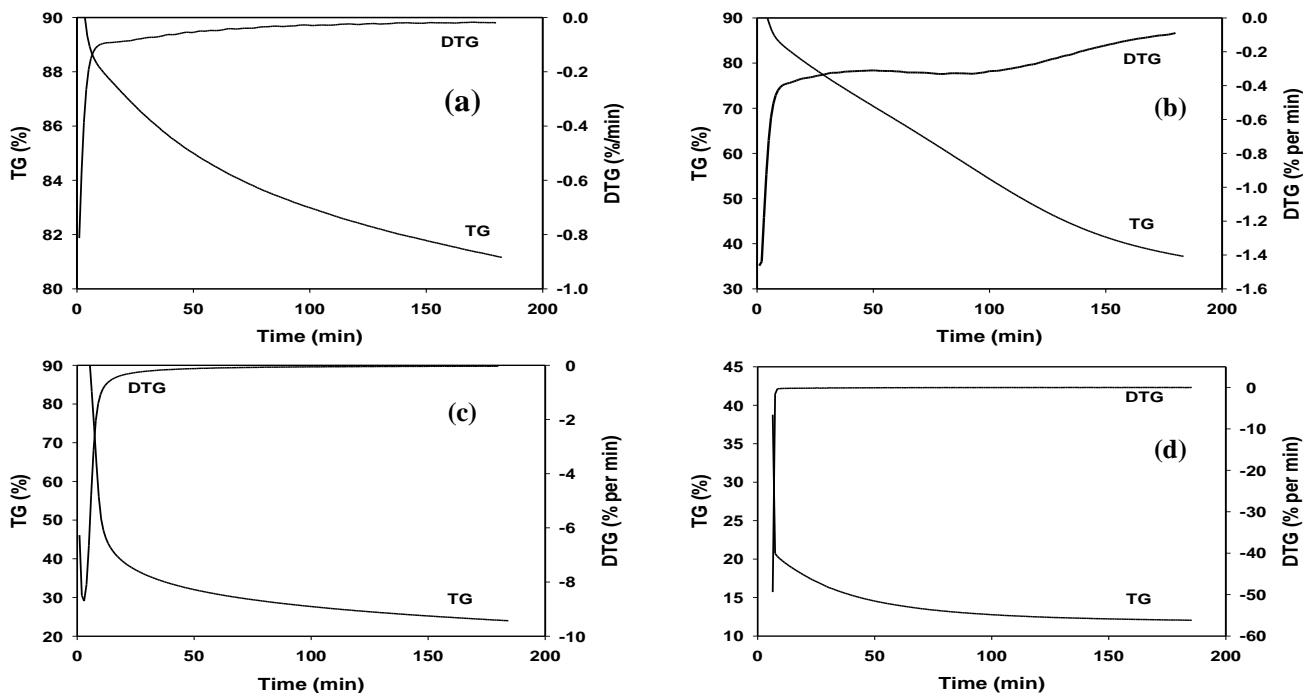 (a)
90
88
86
84
82
80
TG (%)
0.0
-0.2
-0.4
-0.6
-0.8
-1.0
DTG (%/min)
DTG
TG
0 50 100 150 200
Time (min)
(b)
90
80
70
60
50
40
30
TG (%)
0.0
-0.2
-0.4
-0.6
-0.8
-1.0
-1.2
-1.4
-1.6
DTG (% per min)
DTG
TG
0 50 100 150 200
Time (min)
(c)
90
80
70
60
50
40
30
20
TG (%)
0
-2
-4
-6
-8
-10
DTG (% per min)
DTG
TG
0 50 100 150 200
Time (min)
(d)
45
40
35
30
25
20
15
10
TG (%)
0
-10
-20
-30
-40
-50
-60
DTG (% per min)
DTG
TG
0 50 100 150 200
Time (min)